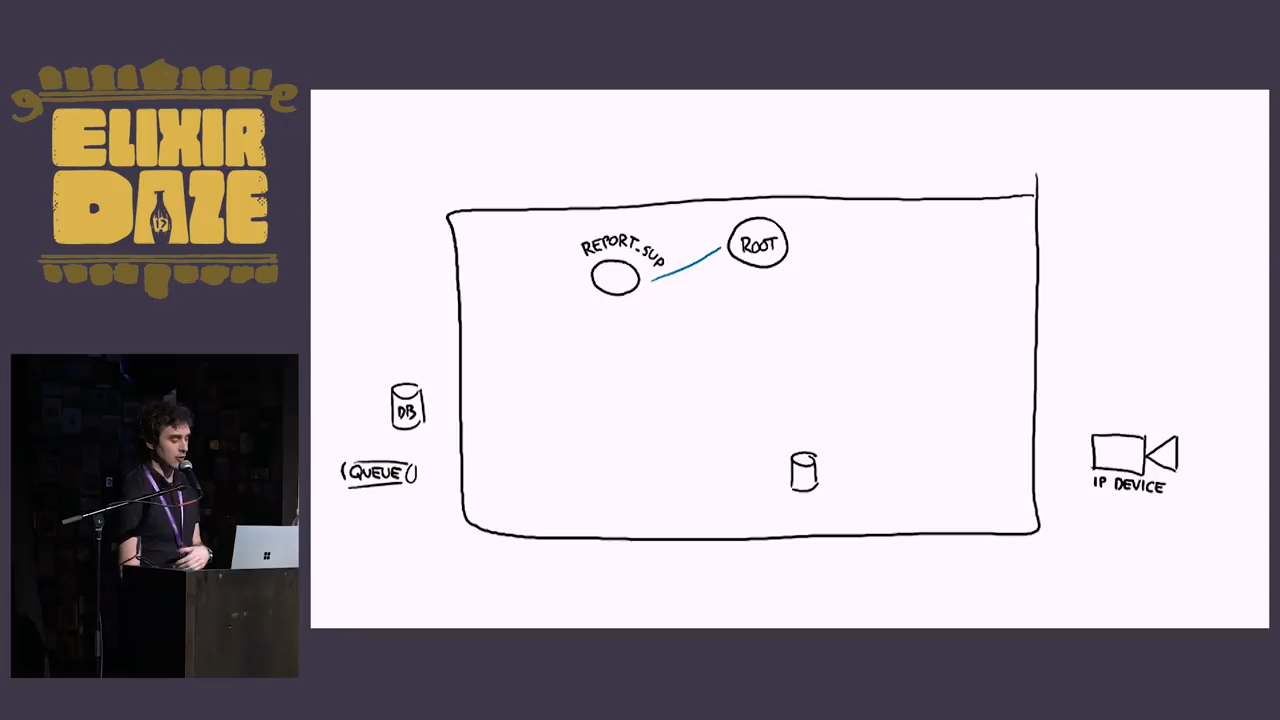 ELIXIR
DAZE
REPORT_SUP
ROOT
DB
QUEUE
IP DEVICE